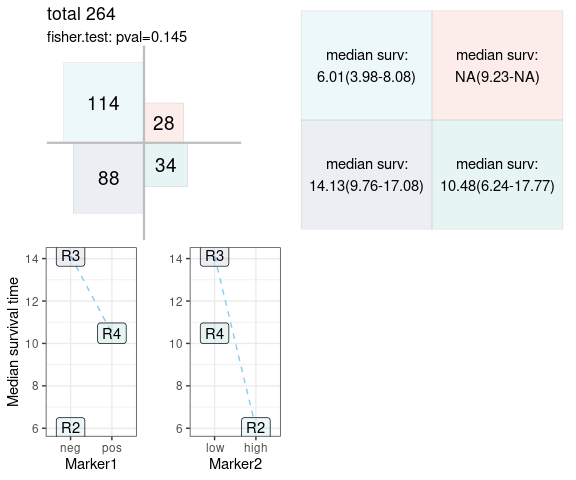 total 264
fisher.test: pval=0.145
114
28
88
34
median surv:
6.01(3.98-8.08)
median surv:
NA(9.23-NA)
median surv:
14.13(9.76-17.08)
median surv:
10.48(6.24-17.77)
Median survival time
14
12
10
8
6
R3
R4
R2
neg
pos
Marker1
14
12
10
8
6
R3
R4
R2
low
high
Marker2